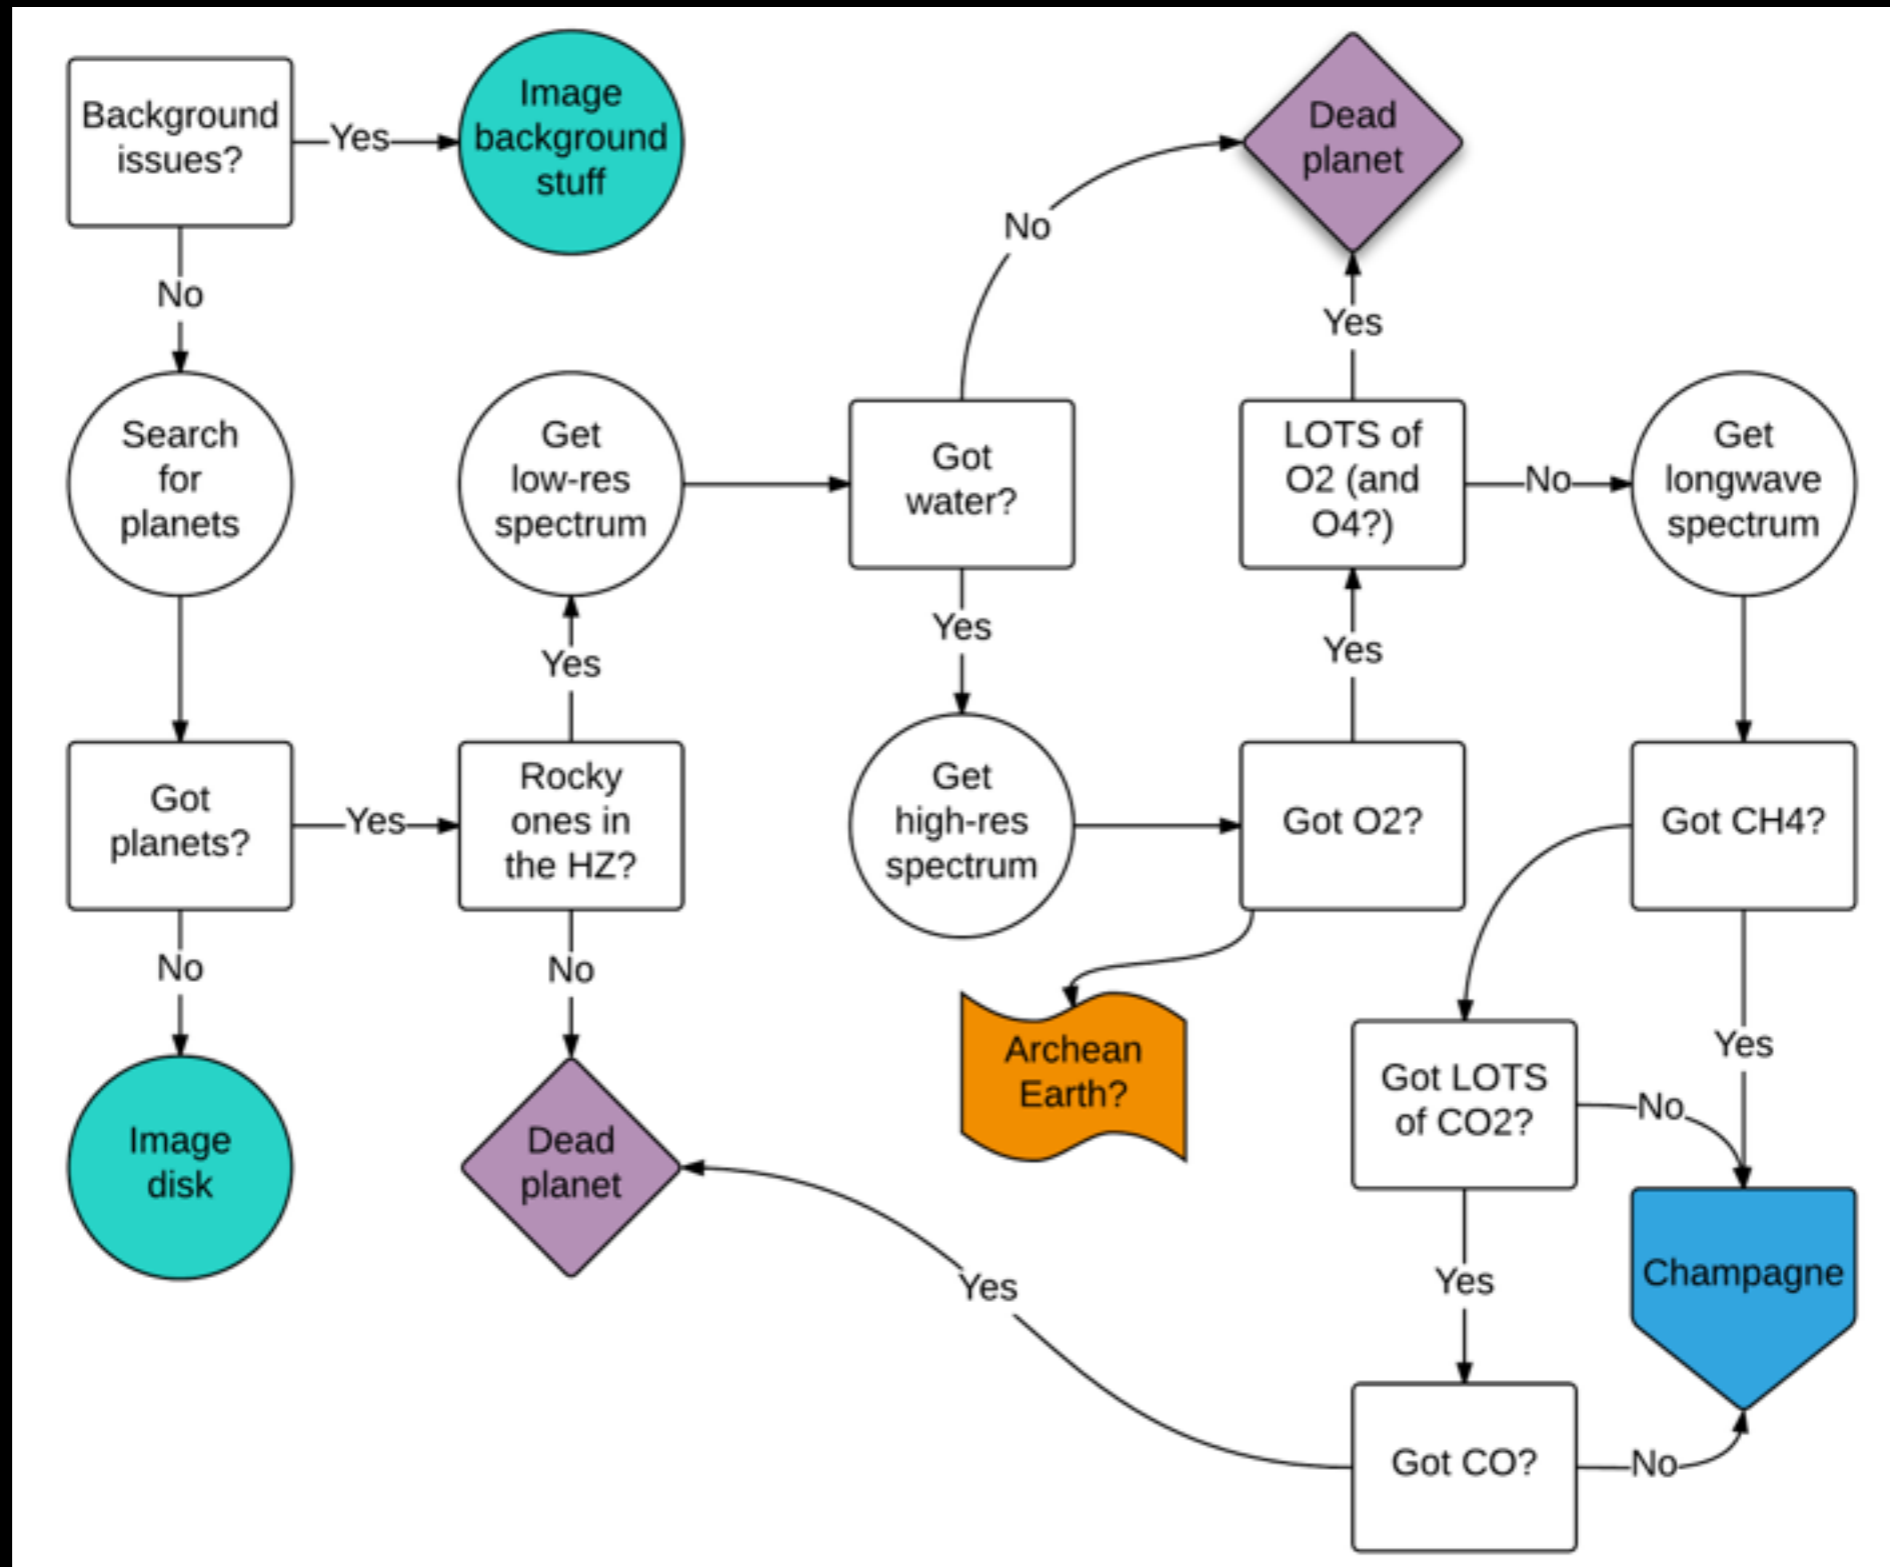 Background
issues?
Yes
Image
background
stuff
No
Search
for
planets
Got
planets?
Yes
Rocky
ones in
the HZ?
No
Image
disk
No
Dead
planet
Yes
Get
low-res
spectrum
Got
water?
No
Dead
planet
Yes
Get
high-res
spectrum
Got O2?
Archean
Earth?
Yes
LOTS of
O2 (and
O4?)
Yes
No
Get
longwave
spectrum
Got CH4?
Yes
Got LOTS
of CO2?
No
Champagne
Yes
Got CO?
No
Yes